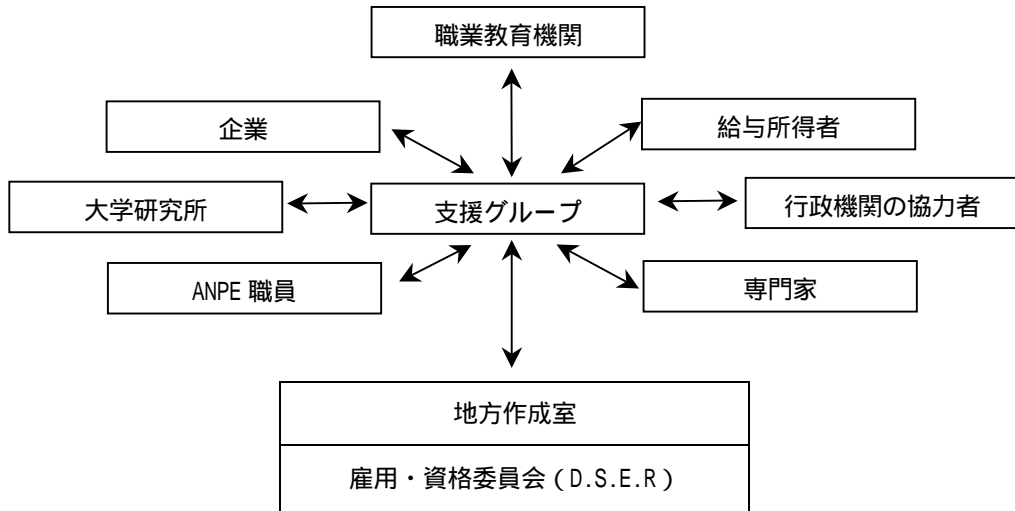 職業教育機関
企業
給与所得者
大学研究所
支援グループ
行政機関の協力者
ANPE 職員
専門家
地方作成室
雇用・資格委員会（D.S.E.R）